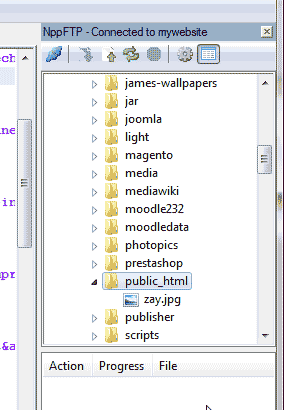 NppFTP - Connected to mywebsite
james-wallpapers
jar
joomla
light
magento
media
mediawiki
moodle232
moodledata
photopics
prestashop
public_html
zay.jpg
publisher
scripts
Action Progress File